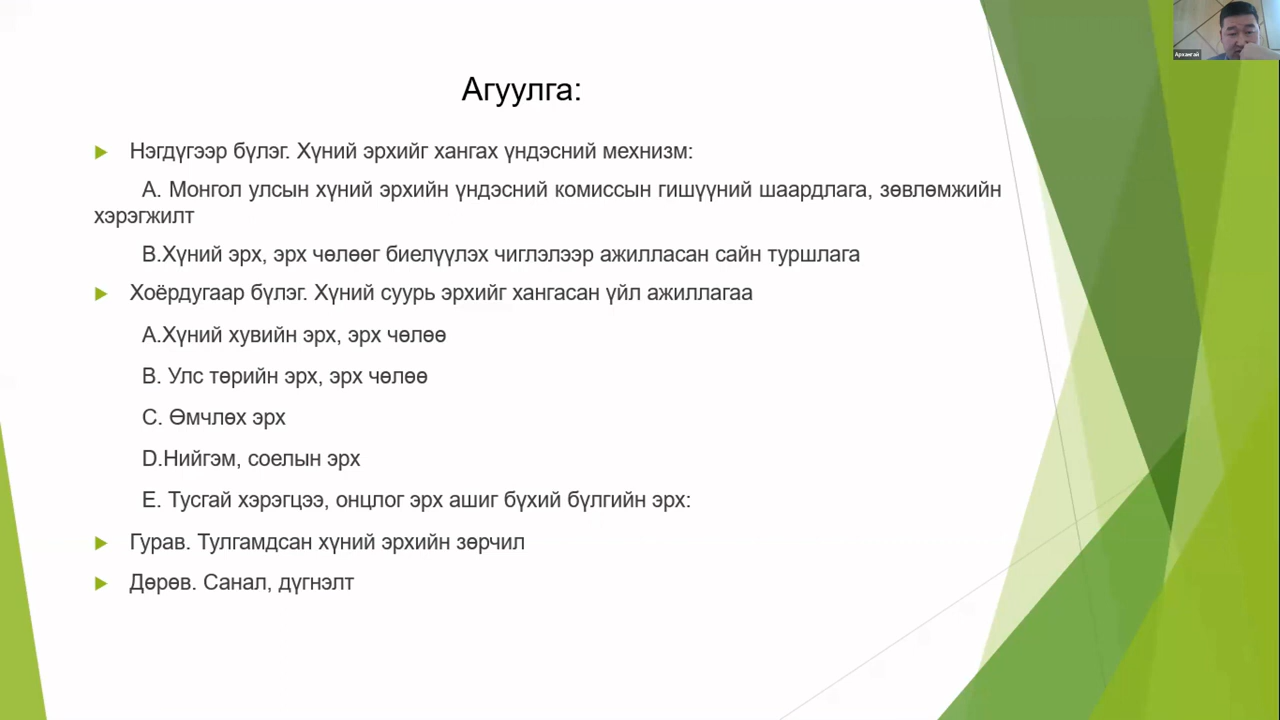 Архангай
Агуулга:
Нэгдүгээр бүлэг. Хүний эрхийг хангах үндэсний мехнизм:
А. Монгол улсын хүний эрхийн үндэсний комиссын гишүүний шаардлага, зөвлөмжийн
хэрэгжилт
В.Хүний эрх, эрх чөлөөг биелүүлэх чиглэлээр ажилласан сайн туршлага
Хоёрдугаар бүлэг. Хүний суурь эрхийг хангасан үйл ажиллагаа
А.Хүний хувийн эрх, эрх чөлөө
В. Улс төрийн эрх, эрх чөлөө
С. Өмчлөх эрх
D.Нийгэм, соелын эрх
Е. Тусгай хэрэгцээ, онцлог эрх ашиг бүхий бүлгийн эрх:
Гурав. Тулгамдсан хүний эрхийн зөрчил
Дөрөв. Санал, дүгнэлт